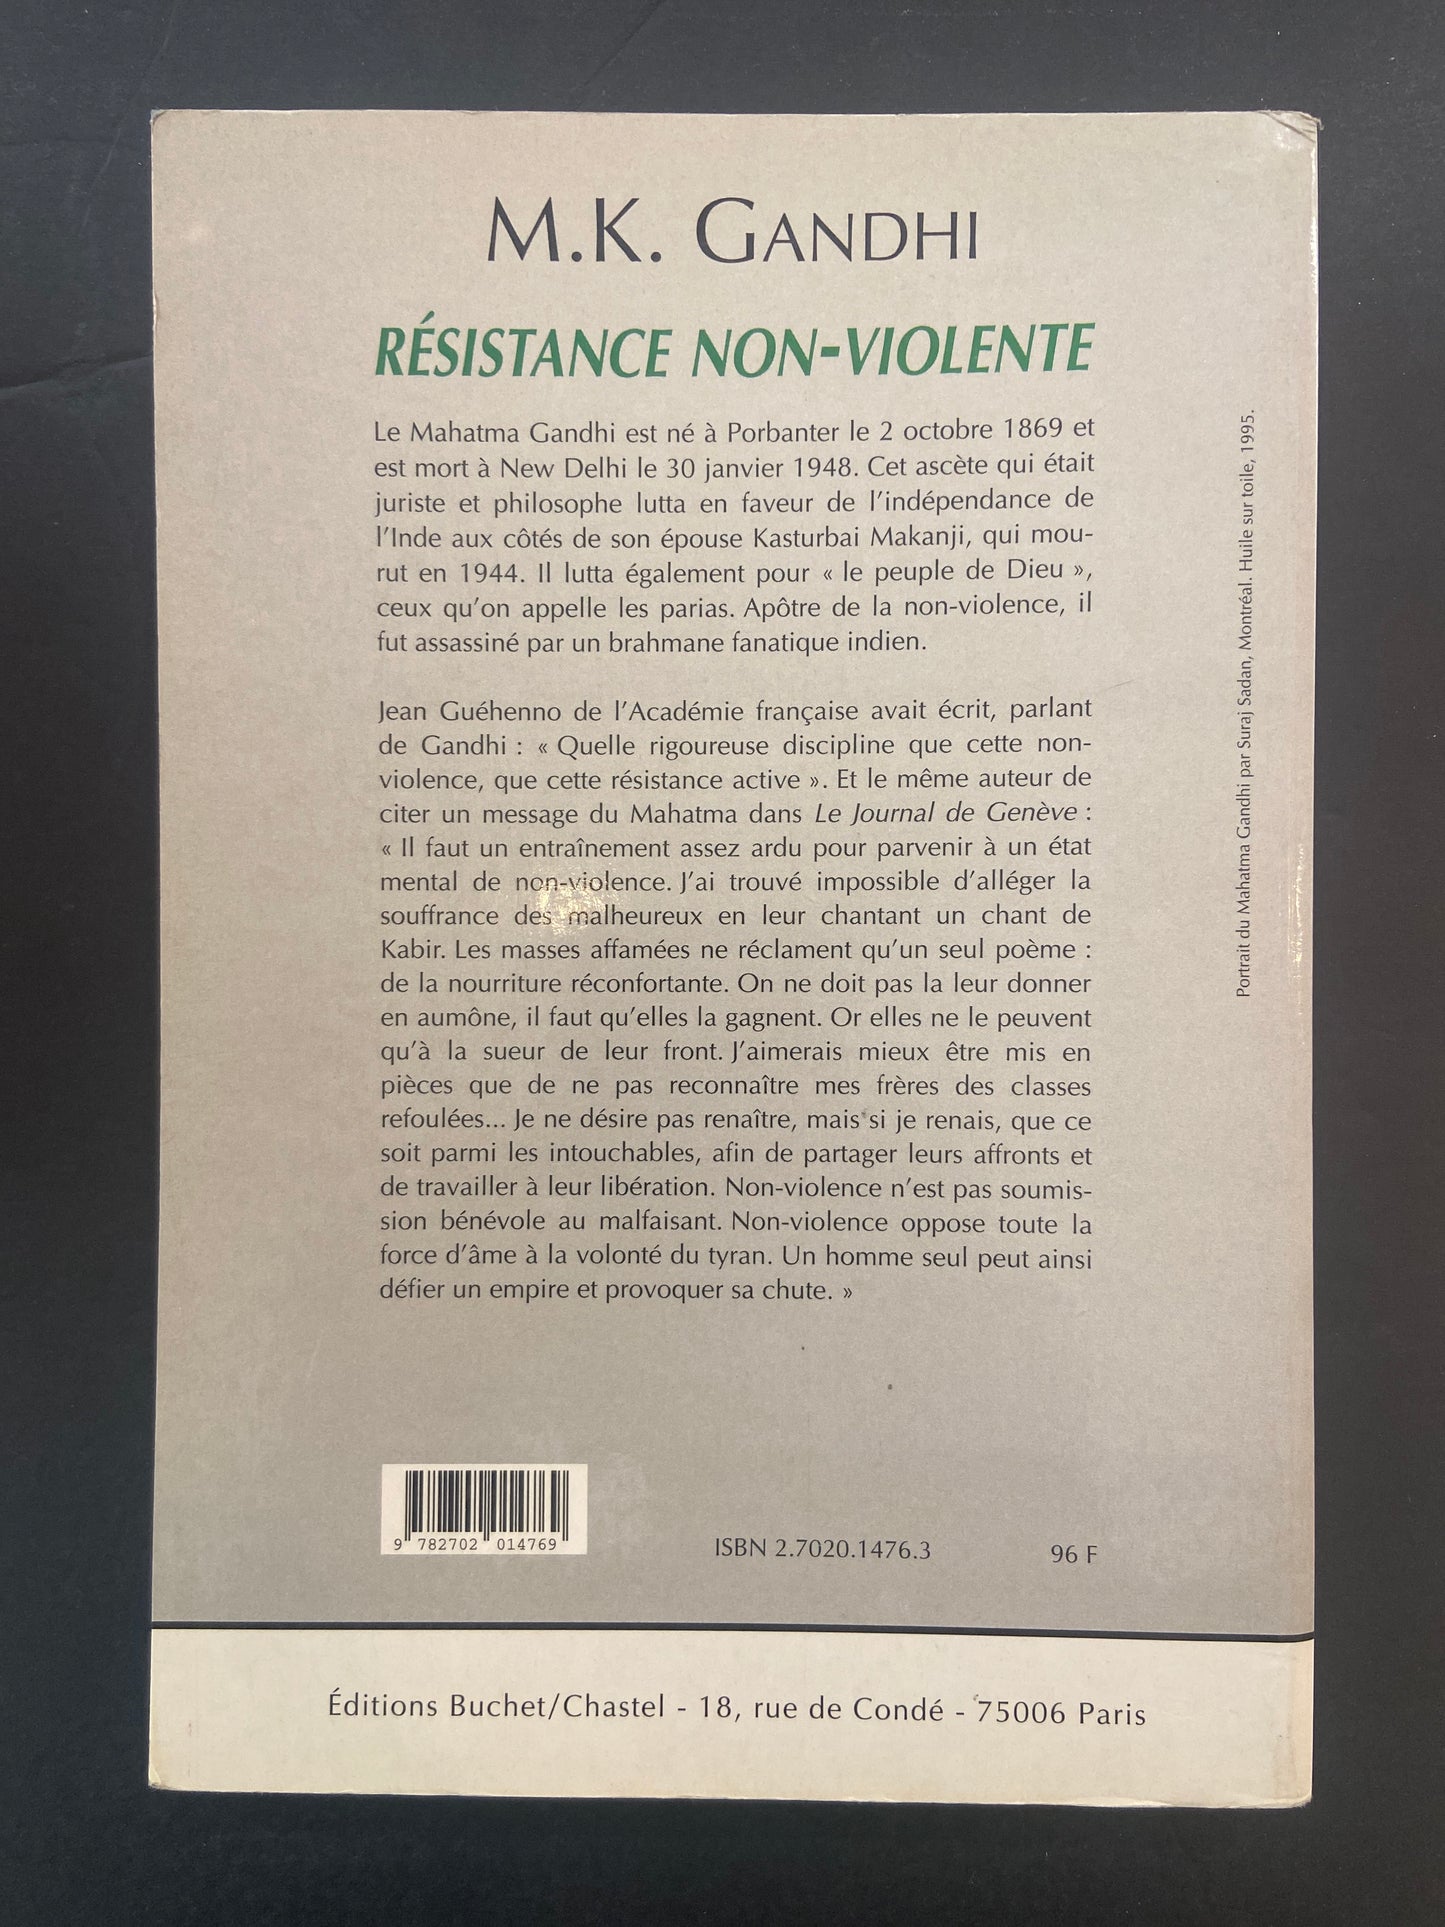 M.K. GANDHI
RÉSISTANCE NON-VIOLENTE
Le Mahatma Gandhi est né à Porbanter le 2 octobre 1869 et
est mort à New Delhi le 30 janvier 1948. Cet ascète qui était
juriste et philosophe lutta en faveur de l'indépendance de
l'Inde aux côtés de son épouse Kasturbai Makanji, qui mou-
rut en 1944. Il lutta également pour « le peuple de Dieu »,
ceux qu'on appelle les parias. Apôtre de la non-violence, il
fut assassiné par un brahmane fanatique indien.
Jean Guéhenno de l'Académie française avait écrit, parlant
de Gandhi : « Quelle rigoureuse discipline que cette non-
violence, que cette résistance active ». Et le même auteur de
citer un message du Mahatma dans Le Journal de Genève :
« Il faut un entraînement assez ardu pour parvenir à un état
mental de non-violence. J'ai trouvé impossible d'alléger la
souffrance des malheureux en leur chantant un chant de
Kabir. Les masses affamées ne réclament qu'un seul poème :
de la nourriture réconfortante. On ne doit pas la leur donner
en aumône, il faut qu'elles la gagnent. Or elles ne le peuvent
qu'à la sueur de leur front. J'aimerais mieux être mis en
pièces que de ne pas reconnaître mes frères des classes
refoulées... Je ne désire pas renaître, mais si je renais, que ce
soit parmi les intouchables, afin de partager leurs affronts et
de travailler à leur libération. Non-violence n'est pas soumis-
sion bénévole au malfaisant. Non-violence oppose toute la
force d'âme à la volonté du tyran. Un homme seul peut ainsi
défier un empire et provoquer sa chute. »
Portrait du Mahatma Gandhi par Suraj Sadan, Montréal. Huile sur toile, 1995.
9 782702 014769
ISBN 2.7020.1476.3
96 F
Éditions Buchet/Chastel - 18, rue de Condé - 75006 Paris